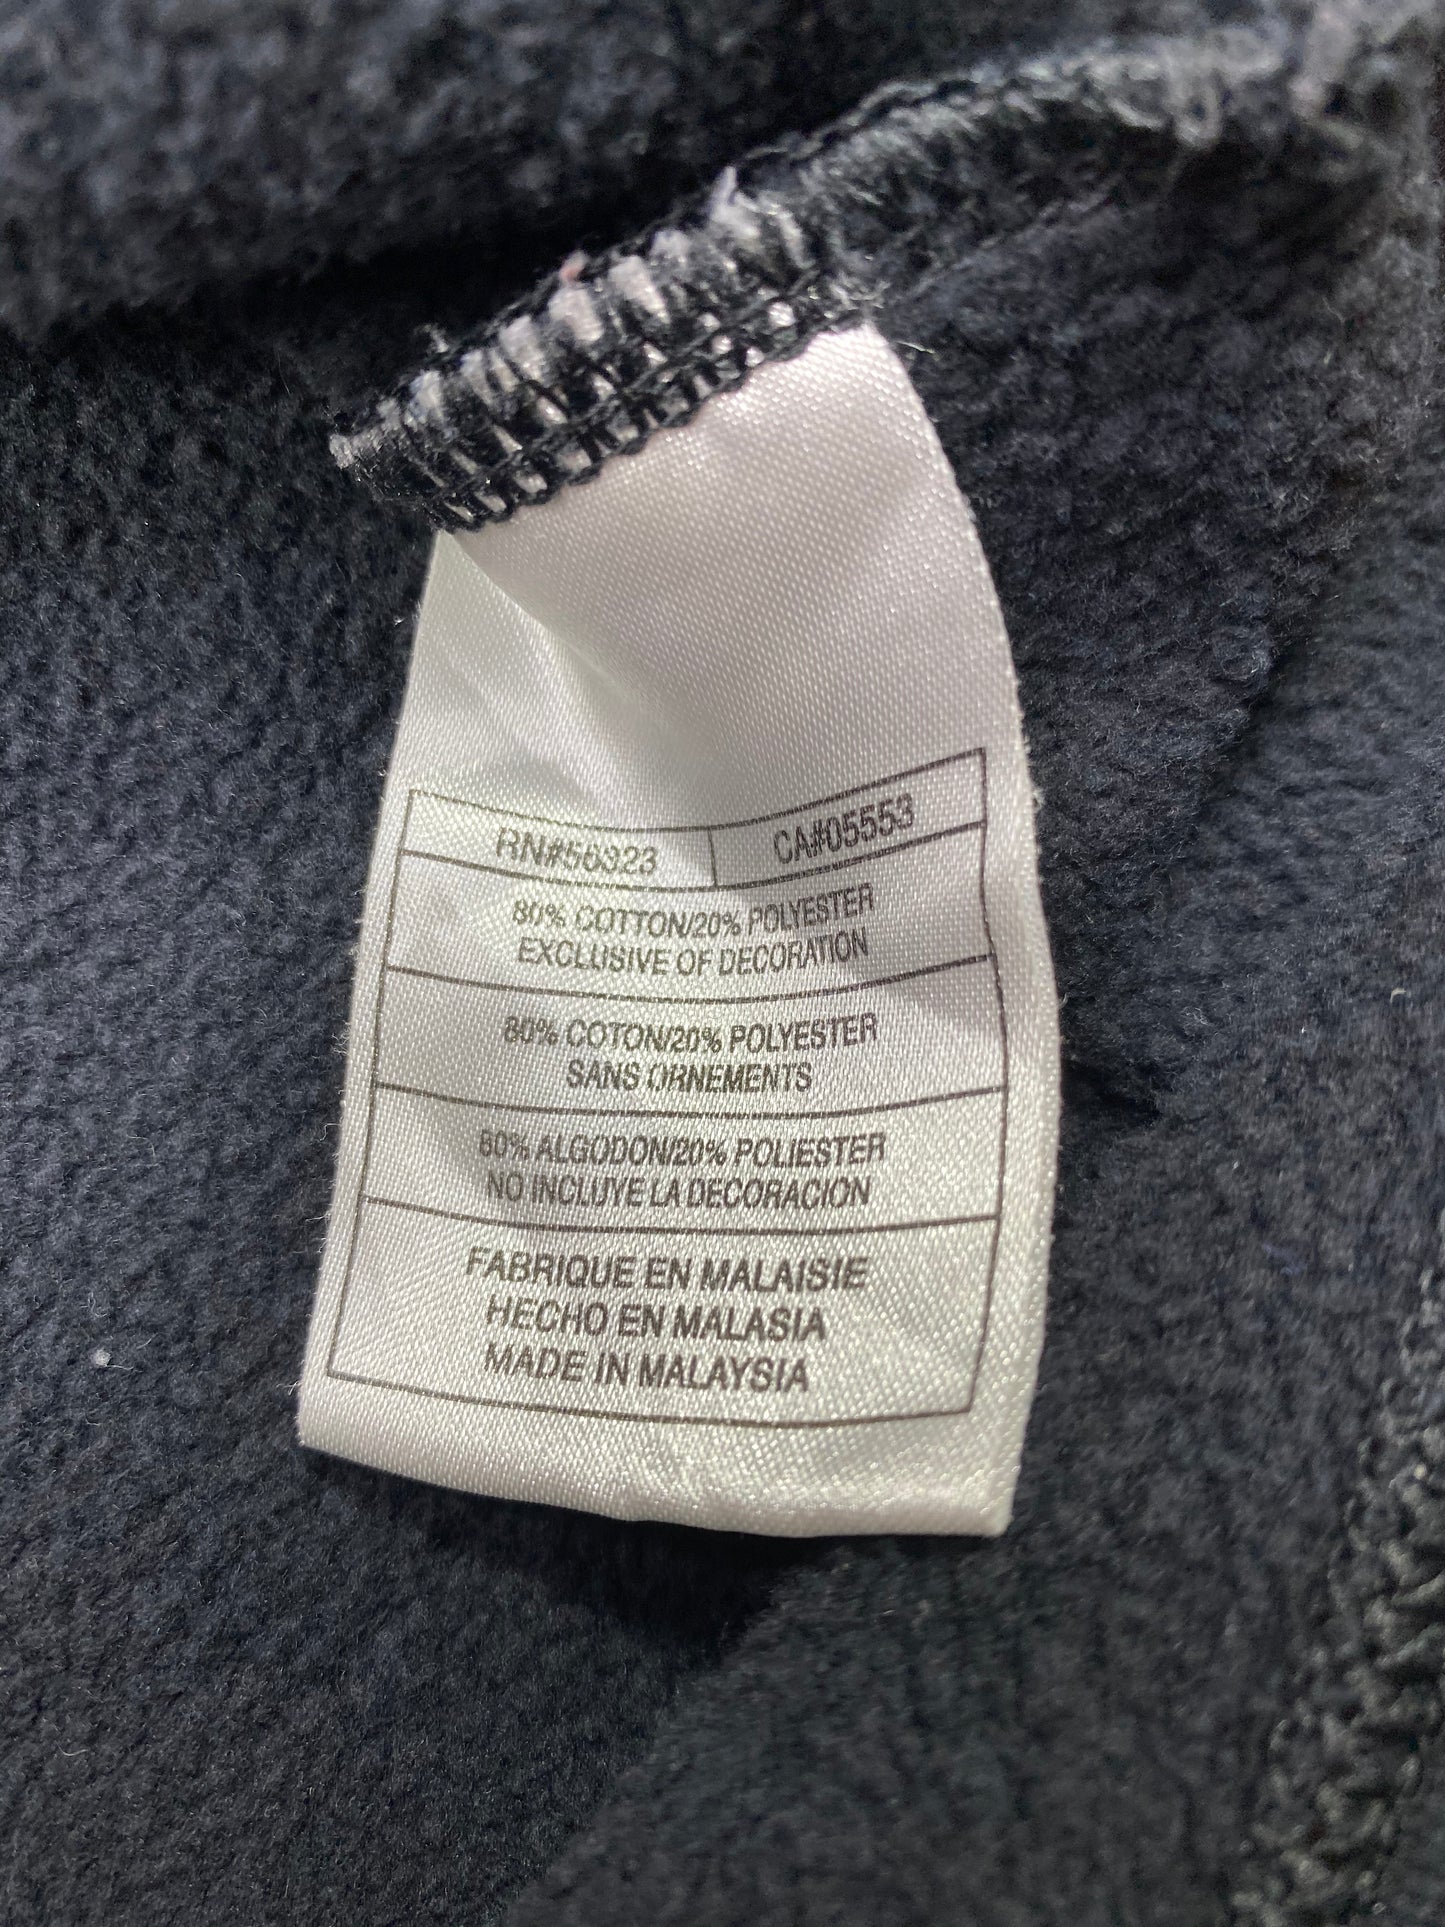 RN#56323 CA#05553
80% COTTON/20% POLYESTER
EXCLUSIVE OF DECORATION
80% COTON/20% POLYESTER
SANS ORNEMENTS
80% ALGODON/20% POLIESTER
NO INCLUYE LA DECORACION
FABRIQUE EN MALAISIE
HECHO EN MALASIA
MADE IN MALAYSIA